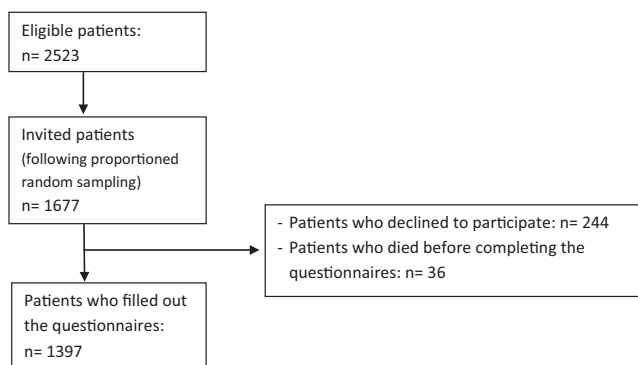 Eligible patients:
n= 2523
Invited patients
(following proportioned
random sampling)
n= 1677
- Patients who declined to participate: n= 244
- Patients who died before completing the
questionnaires: n= 36
Patients who filled out
the questionnaires:
n= 1397